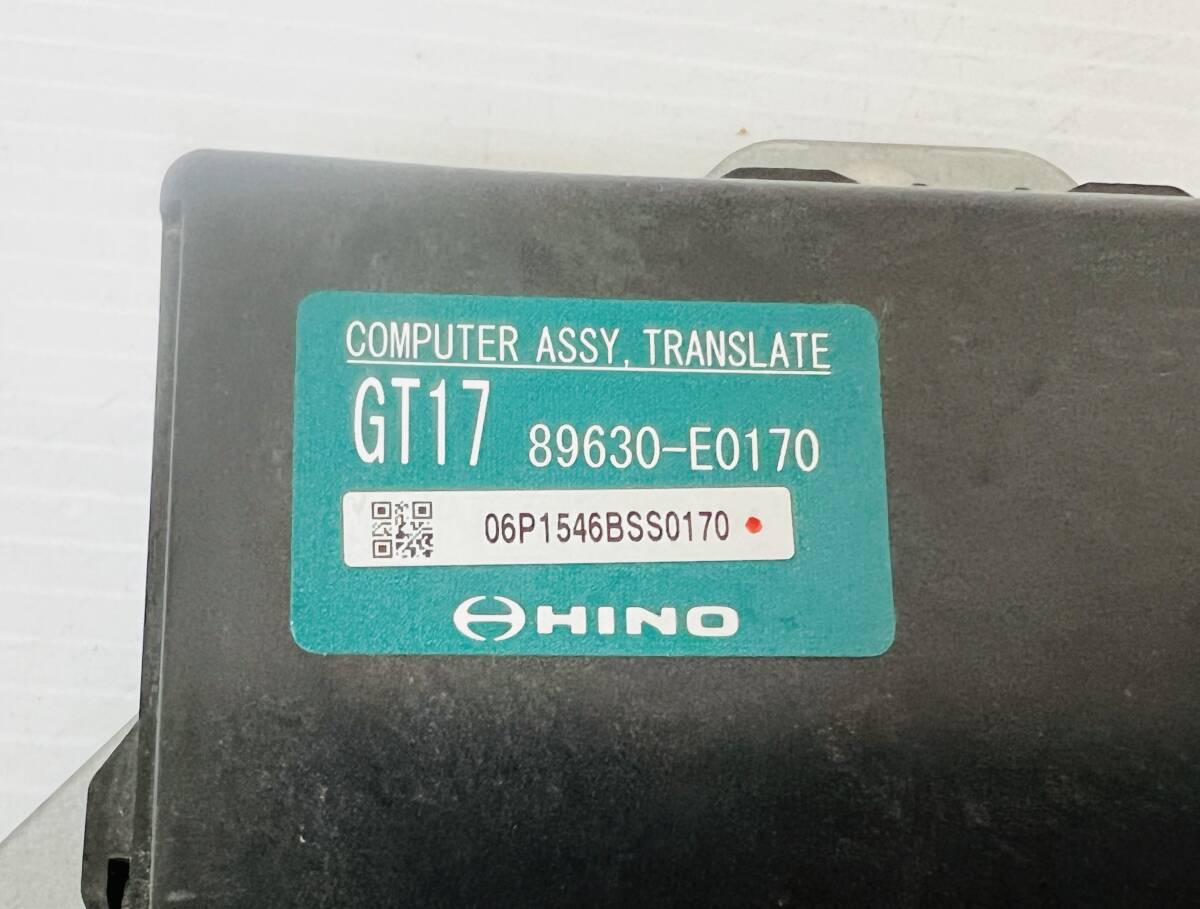 COMPUTER ASSY, TRANSLATE
GT17 89630-E0170
06P1546BSS0170
HINO